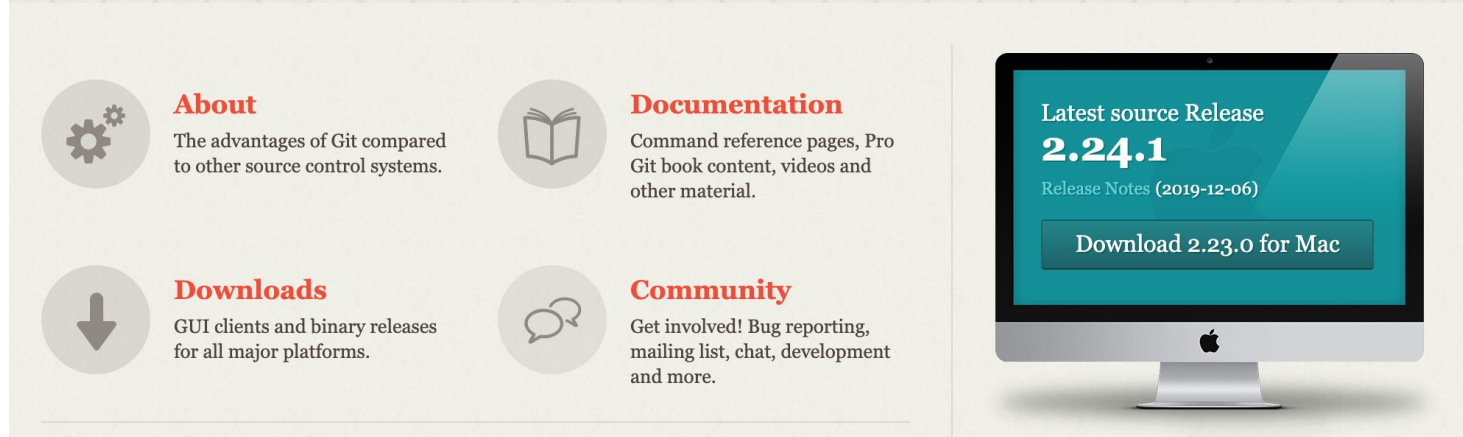 About
The advantages of Git compared
to other source control systems.
Documentation
Command reference pages, Pro
Git book content, videos and
other material.
Downloads
GUI clients and binary releases
for all major platforms.
Community
Get involved! Bug reporting,
mailing list, chat, development
and more.
Latest source Release
2.24.1
Release Notes (2019-12-06)
Download 2.23.0 for Mac